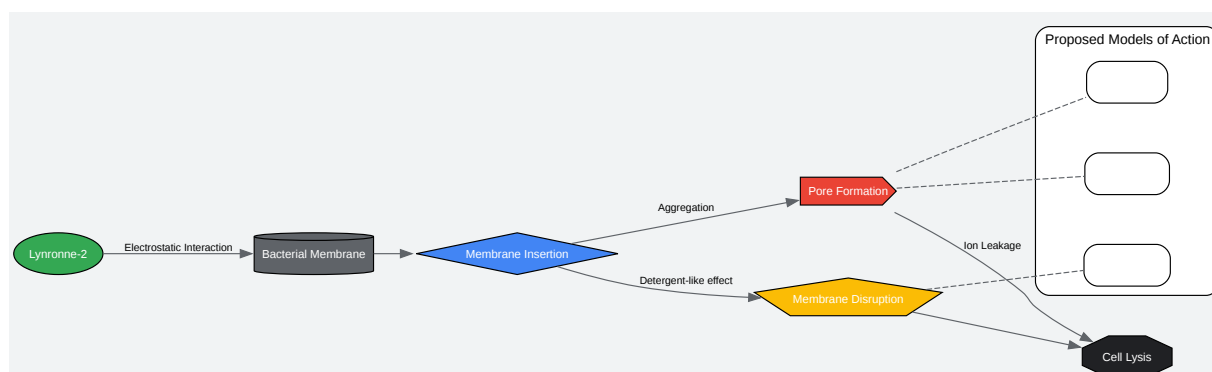 Proposed Models of Action
Pore Formation
Aggregation
Lynronne-2
Electrostatic Interaction
Bacterial Membrane
Membrane Insertion
Ion Leakage
Detergent-like effect
Membrane Disruption
Cell Lysis